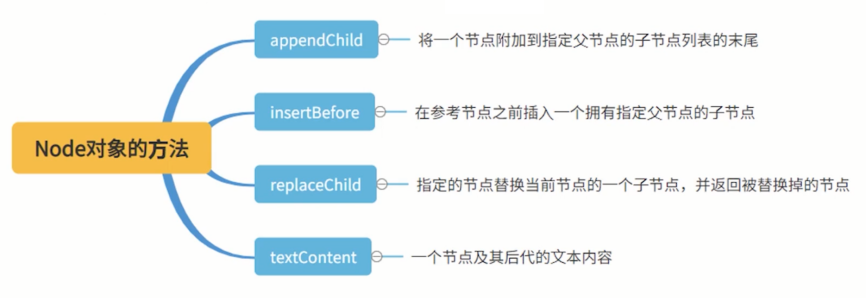 Node对象的方法
appendChild
将一个节点附加到指定父节点的子节点列表的末尾
insertBefore
在参考节点之前插入一个拥有指定父节点的子节点
replaceChild
指定的节点替换当前节点的一个子节点，并返回被替换掉的节点
textContent
一个节点及其后代的文本内容